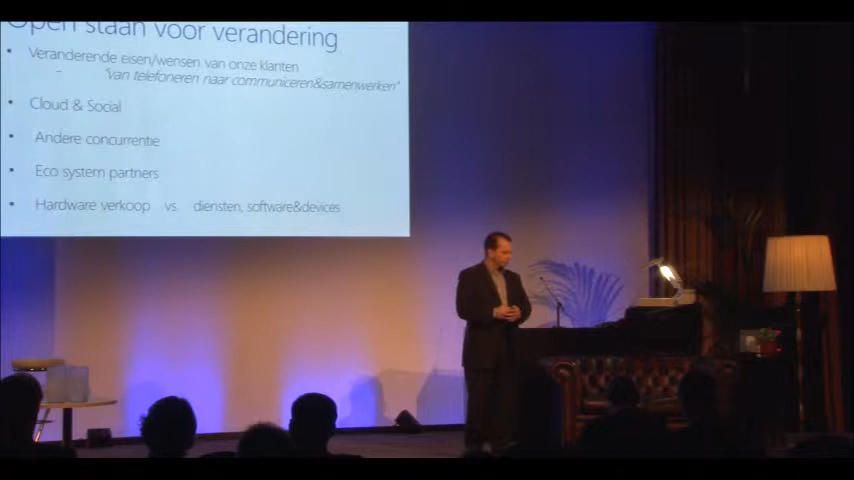 Open staan voor verandering
• Veranderende eisen/wensen van onze klanten
– "van telefoneren naar communiceren&samenwerken"
• Cloud & Social
• Andere concurrentie
• Eco system partners
• Hardware verkoop vs. diensten, software&devices